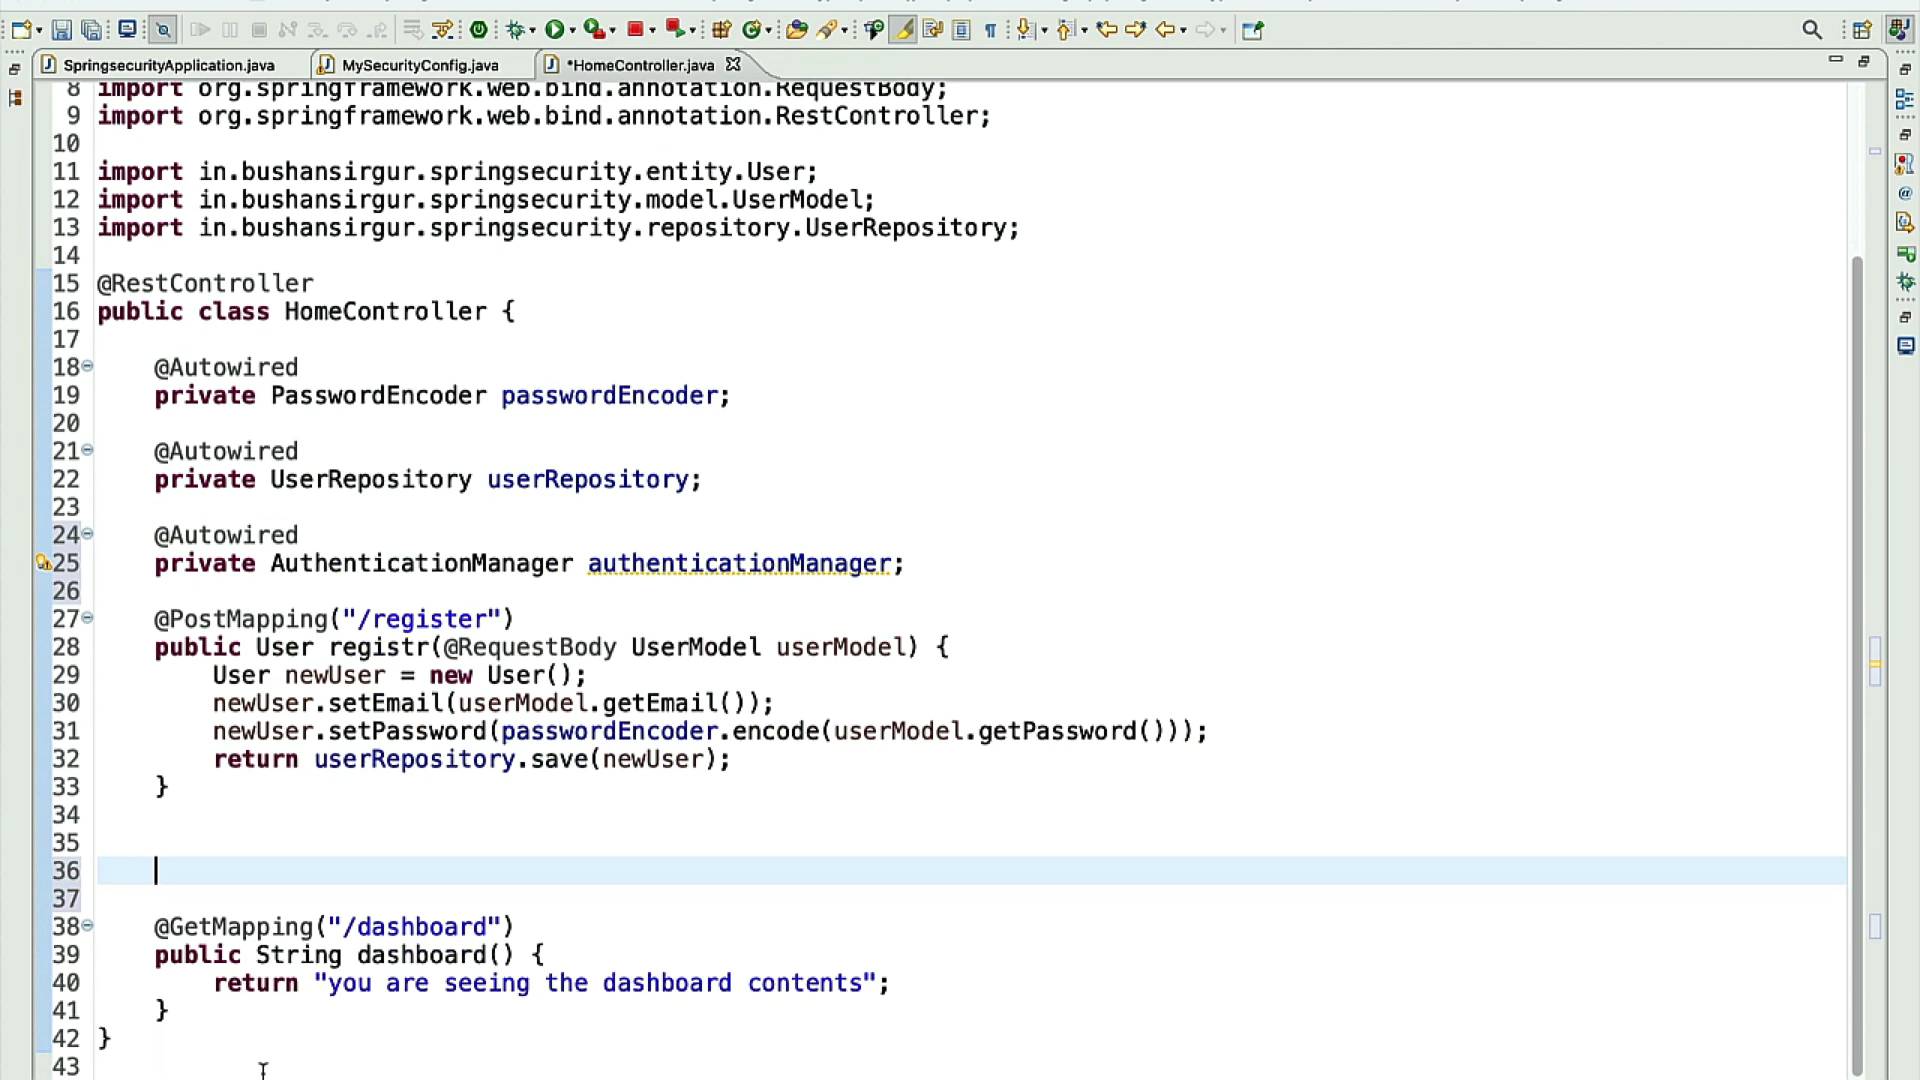 SpringsecurityApplication.java
MySecurityConfig.java
*HomeController.java
8 import org.springframework.web.bind.annotation.RequestBody;
9 import org.springframework.web.bind.annotation.RestController;
10
11 import in.bushansirgur.springsecurity.entity.User;
12 import in.bushansirgur.springsecurity.model.UserModel;
13 import in.bushansirgur.springsecurity.repository.UserRepository;
14
15 @RestController
16 public class HomeController {
17
18 @Autowired
19 private PasswordEncoder passwordEncoder;
20
21 @Autowired
22 private UserRepository userRepository;
23
24 @Autowired
25 private AuthenticationManager authenticationManager;
26
27 @PostMapping("/register")
28 public User registr(@RequestBody UserModel userModel) {
29 User newUser = new User();
30 newUser.setEmail(userModel.getEmail());
31 newUser.setPassword(passwordEncoder.encode(userModel.getPassword()));
32 return userRepository.save(newUser);
33 }
34
35
36
37
38 @GetMapping("/dashboard")
39 public String dashboard() {
40 return "you are seeing the dashboard contents";
41 }
42 }
43